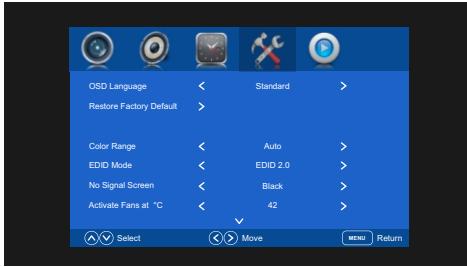 OSD Language < Standard >
Restore Factory Default >
Color Range < Auto >
EDID Mode < EDID 2.0 >
No Signal Screen < Black >
Activate Fans at °C < 42 >
Select Move MENU Return